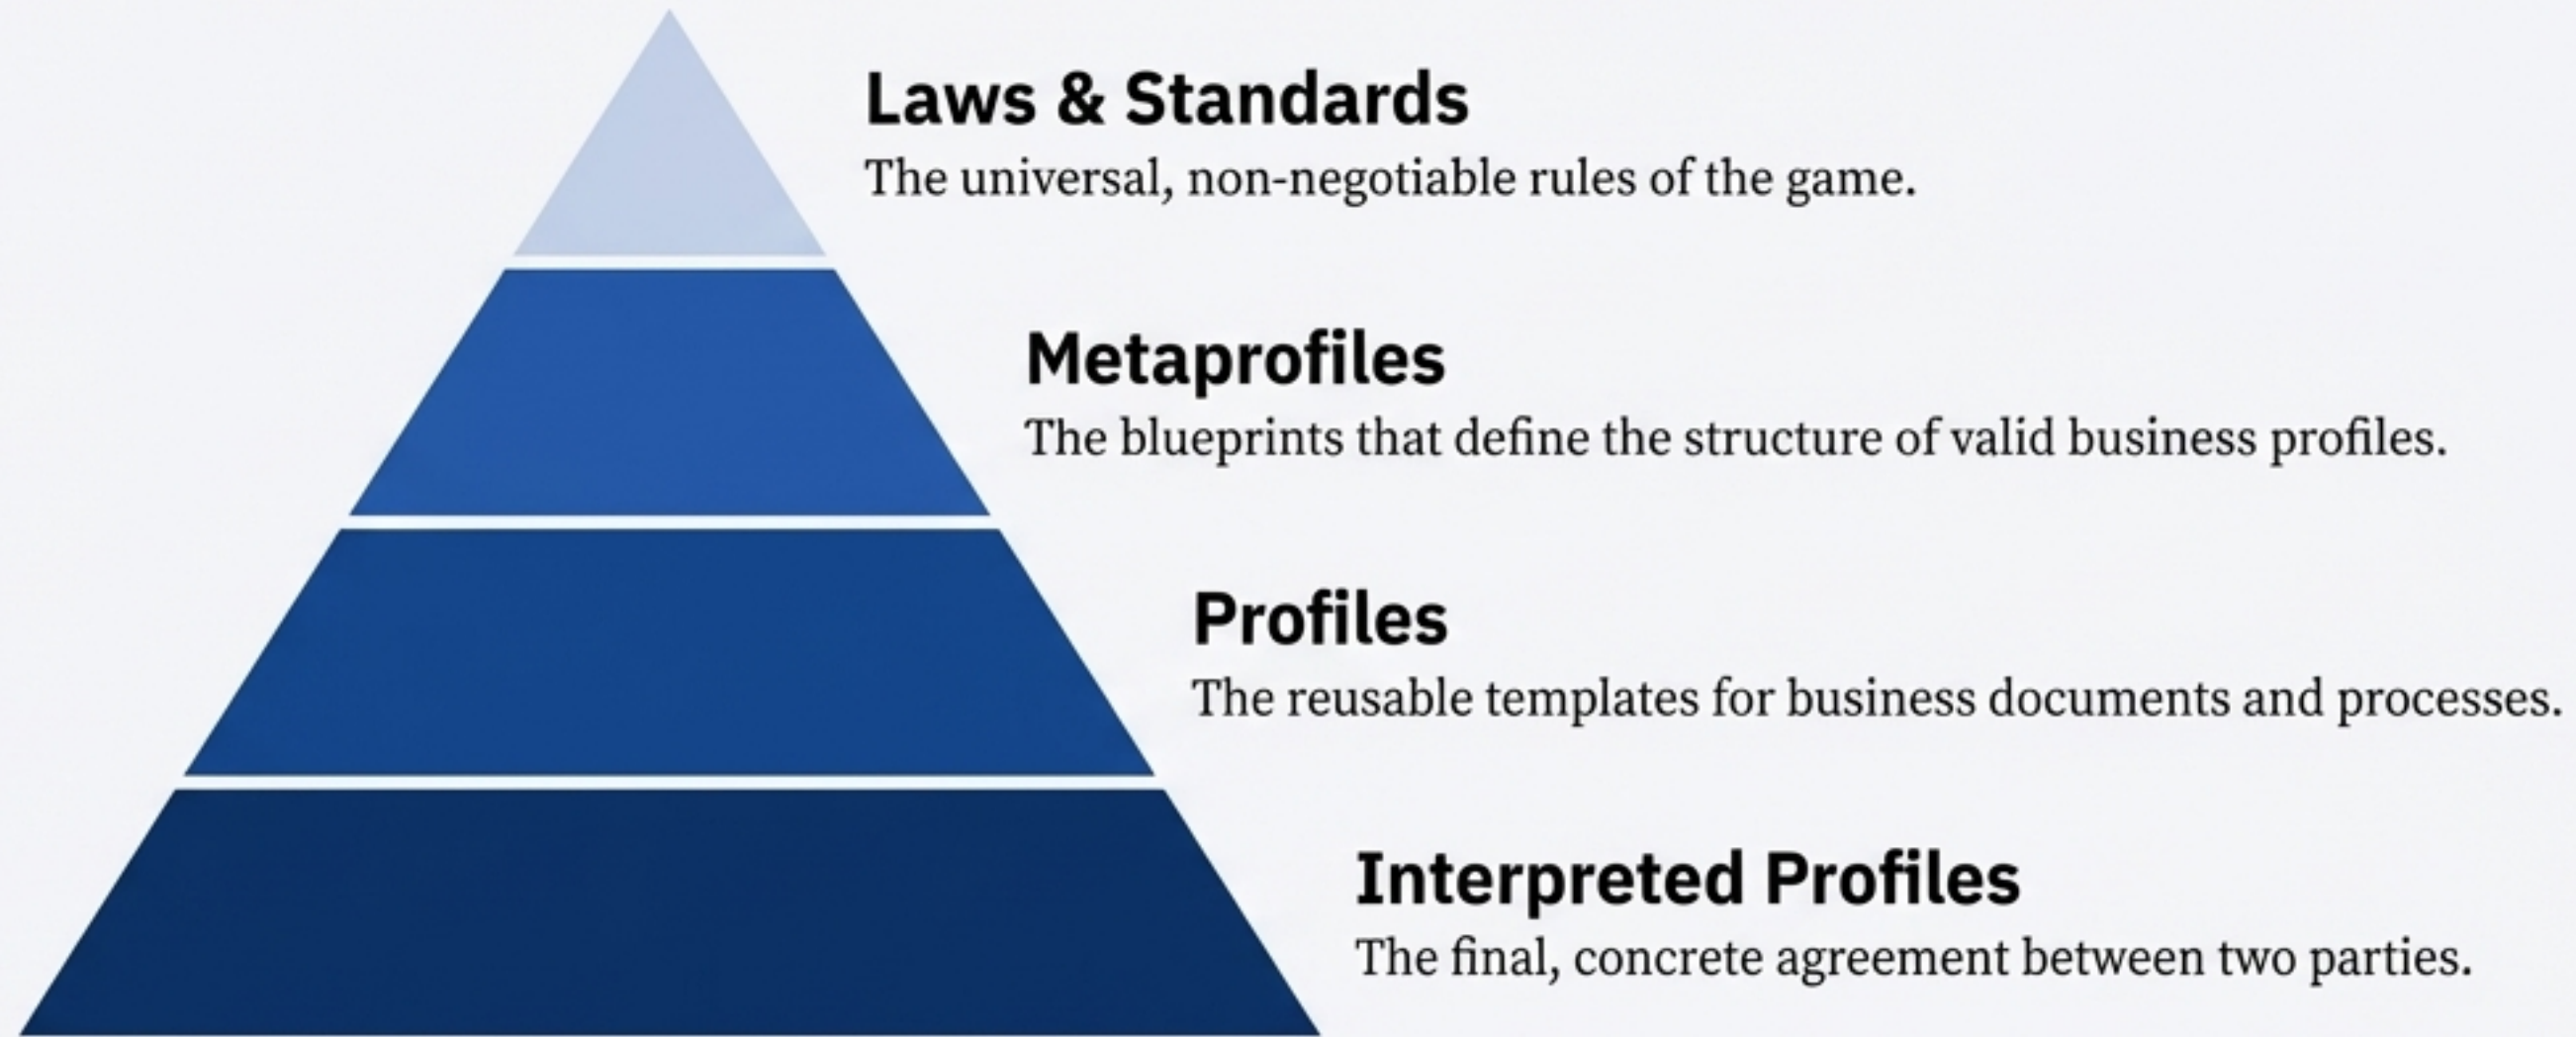 Laws & Standards
The universal, non-negotiable rules of the game.
Metaprofiles
The blueprints that define the structure of valid business profiles.
Profiles
The reusable templates for business documents and processes.
Interpreted Profiles
The final, concrete agreement between two parties.